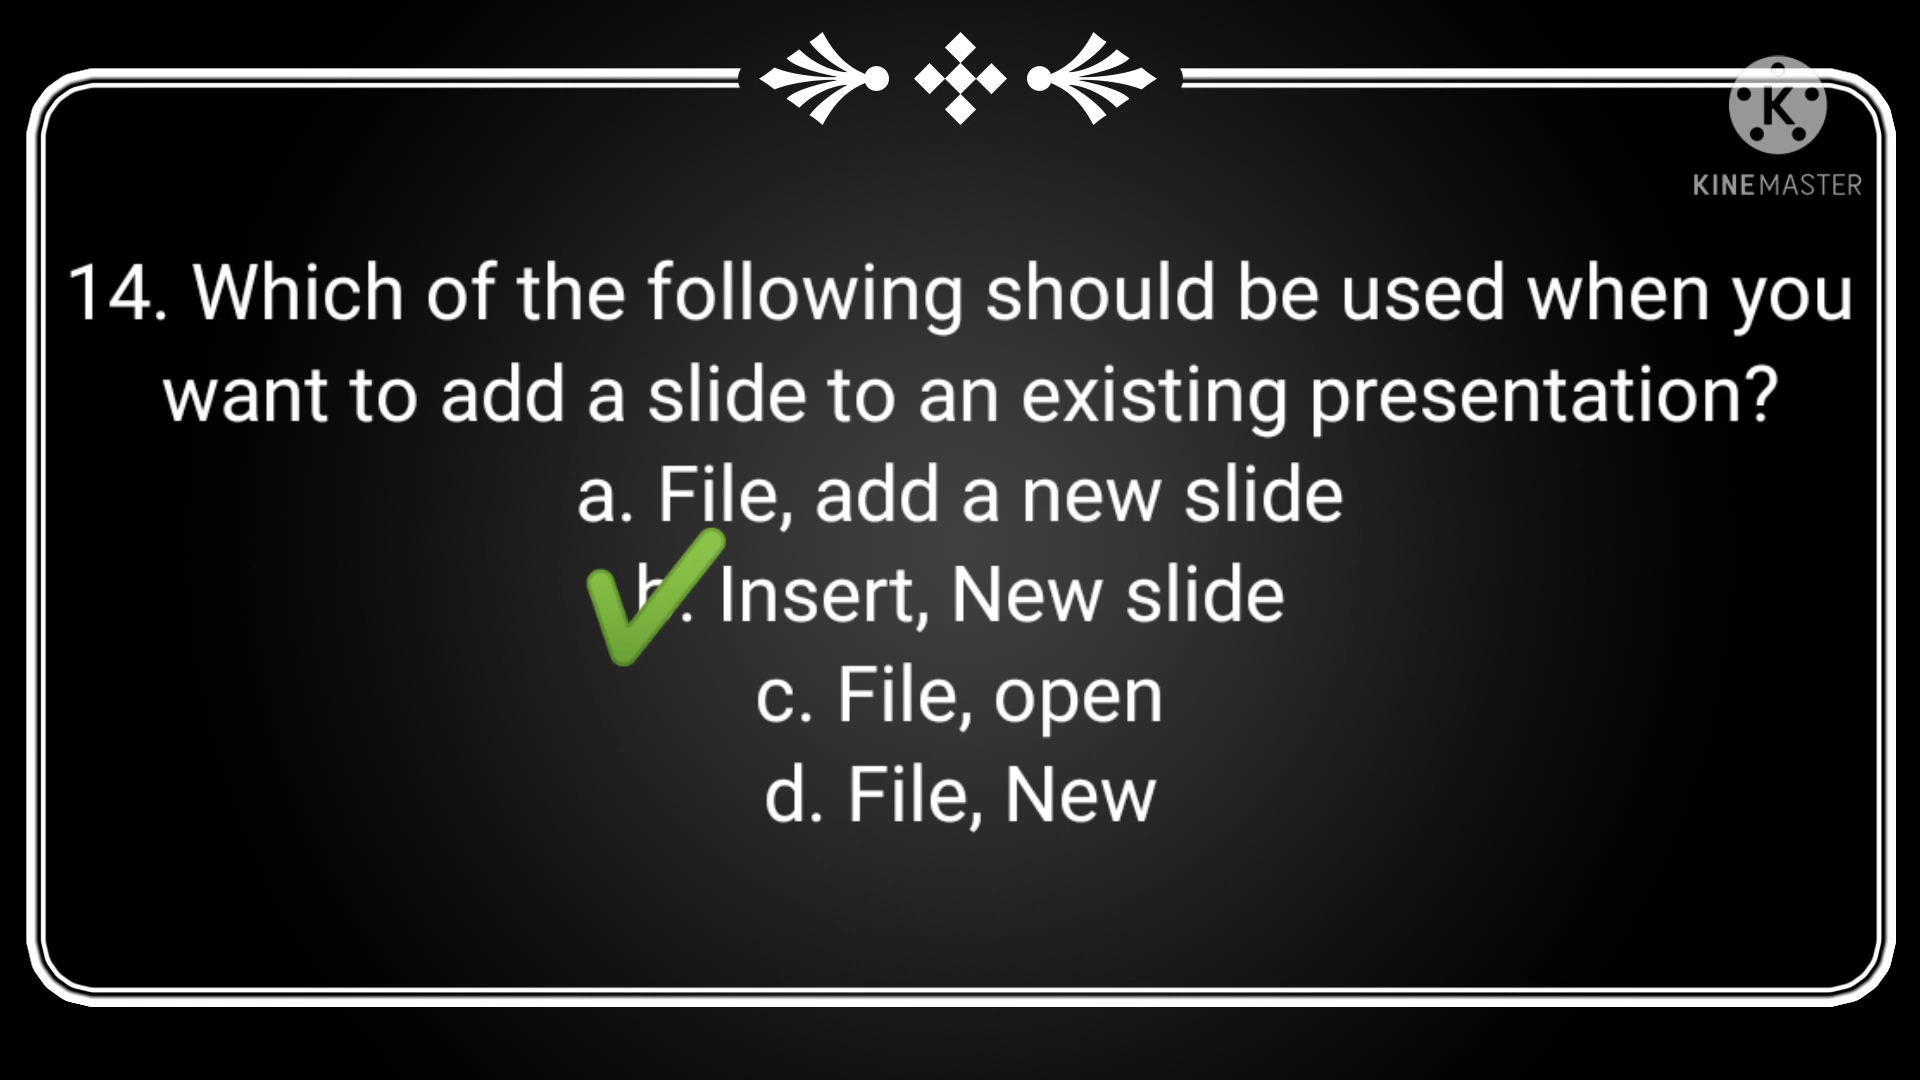 KINEMASTER
14. Which of the following should be used when you
want to add a slide to an existing presentation?
a. File, add a new slide
b. Insert, New slide
c. File, open
d. File, New